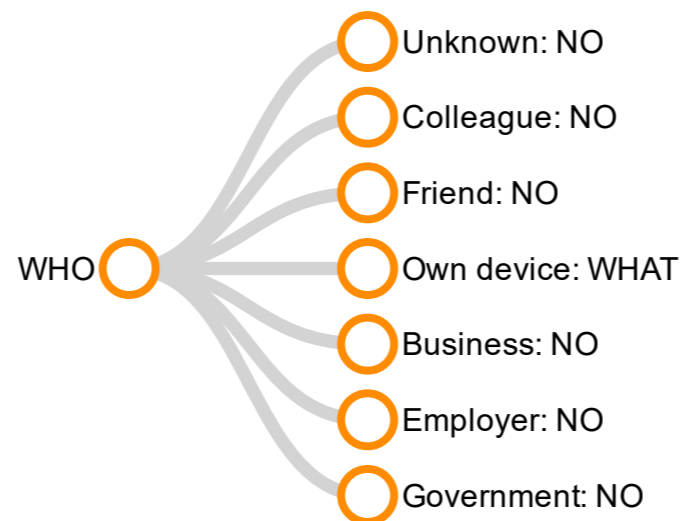 Unknown: NO
Colleague: NO
Friend: NO
WHO
Own device: WHAT
Business: NO
Employer: NO
Government: NO